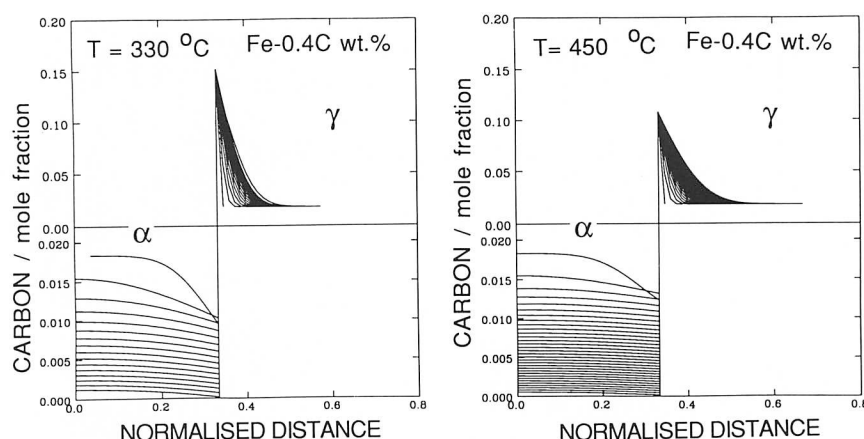 T = 330 °C Fe-0.4C wt.%
0.20
0.15
0.10
0.05
0.00
γ
α
0.020
0.015
0.010
0.005
0.000
0.0 0.2 0.4 0.6 0.8
CARBON / mole fraction
NORMALISED DISTANCE
T= 450 °C Fe-0.4C wt.%
0.20
0.15
0.10
0.05
0.00
γ
α
0.020
0.015
0.010
0.005
0.000
0.0 0.2 0.4 0.6 0.8
CARBON / mole fraction
NORMALISED DISTANCE